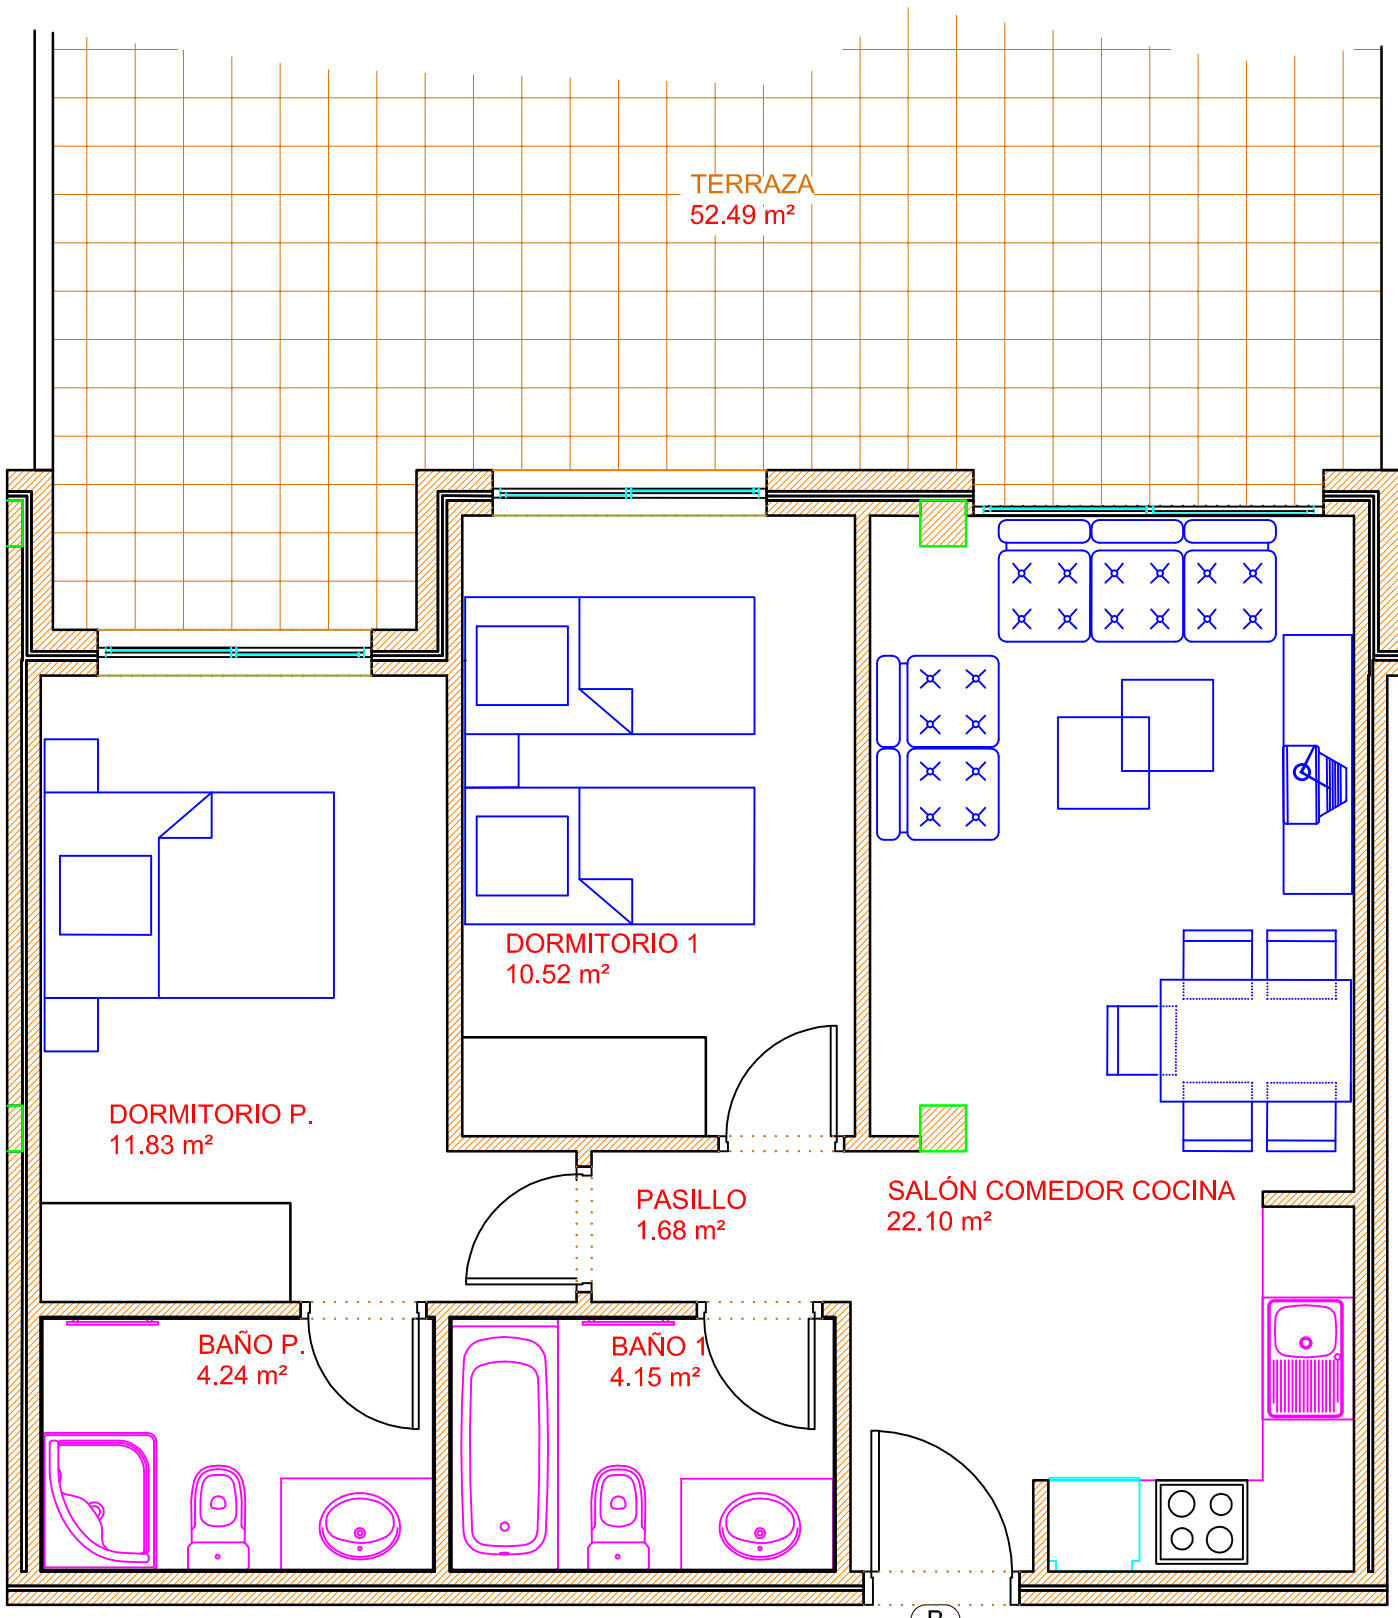 TERRAZA
52.49 m²
DORMITORIO 1
10.52 m²
DORMITORIO P.
11.83 m²
PASILLO
1.68 m²
SALÓN COMEDOR COCINA
22.10 m²
BAÑO P.
4.24 m²
BAÑO 1
4.15 m²